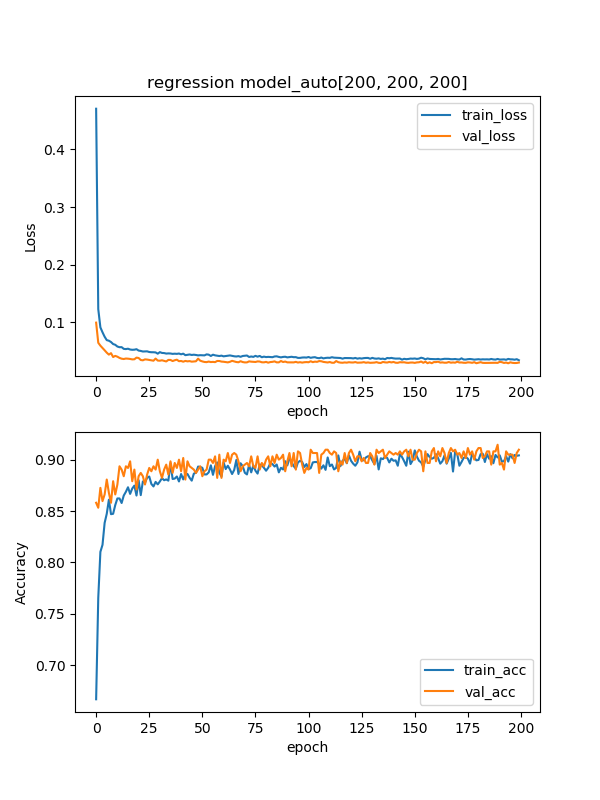 regression model_auto[200, 200, 200]
train_loss
val_loss
0.4
0.3
0.2
0.1
Loss
0 25 50 75 100 125 150 175 200
epoch
0.90
0.85
0.80
0.75
0.70
Accuracy
train_acc
val_acc
0 25 50 75 100 125 150 175 200
epoch